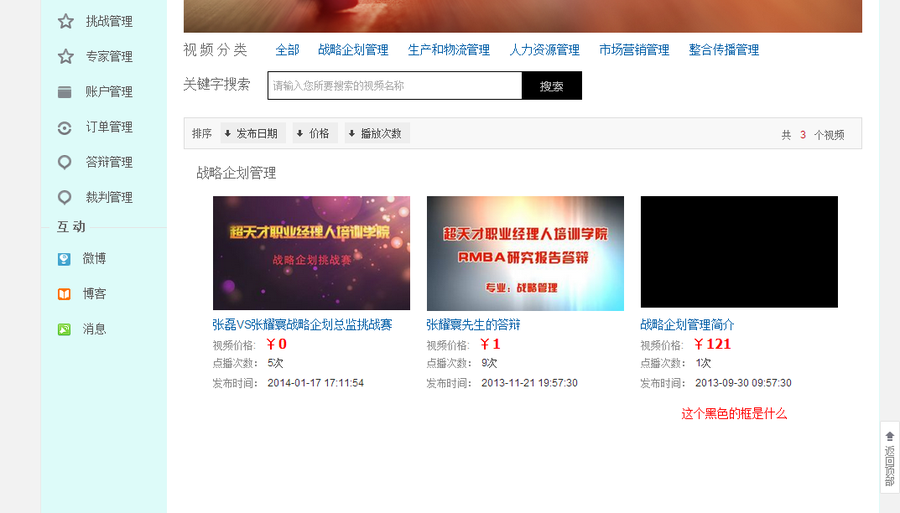 挑战管理
专家管理
账户管理
订单管理
答辩管理
裁判管理
互动
微博
博客
消息
视频分类 全部 战略企划管理 生产和物流管理 人力资源管理 市场营销管理 整合传播管理
关键字搜索 请输入您所要搜索的视频名称 搜索
排序 发布日期 价格 播放次数 共 3 个视频
战略企划管理
超天才职业经理人培训学院
战略企划挑战赛
张磊VS张耀寰战略企划总监挑战赛
视频价格: ￥0
点播次数： 5次
发布时间： 2014-01-17 17:11:54
超天才职业经理人培训学院
RMBA研究报告答辩
专业：战略管理
张耀寰先生的答辩
视频价格: ￥1
点播次数： 9次
发布时间： 2013-11-21 19:57:30
战略企划管理简介
视频价格: ￥121
点播次数： 1次
发布时间： 2013-09-30 09:57:30
这个黑色的框是什么
返回顶部